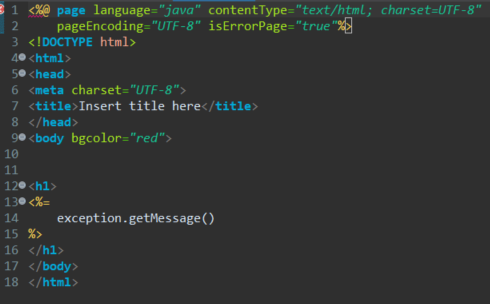 1 <%@ page language="java" contentType="text/html; charset=UTF-8"
2     pageEncoding="UTF-8" isErrorPage="true"%>
3 <!DOCTYPE html>
4 <html>
5 <head>
6 <meta charset="UTF-8">
7 <title>Insert title here</title>
8 </head>
9 <body bgcolor="red">
10
11
12 <h1>
13 <%=
14     exception.getMessage()
15 %>
16 </h1>
17 </body>
18 </html>